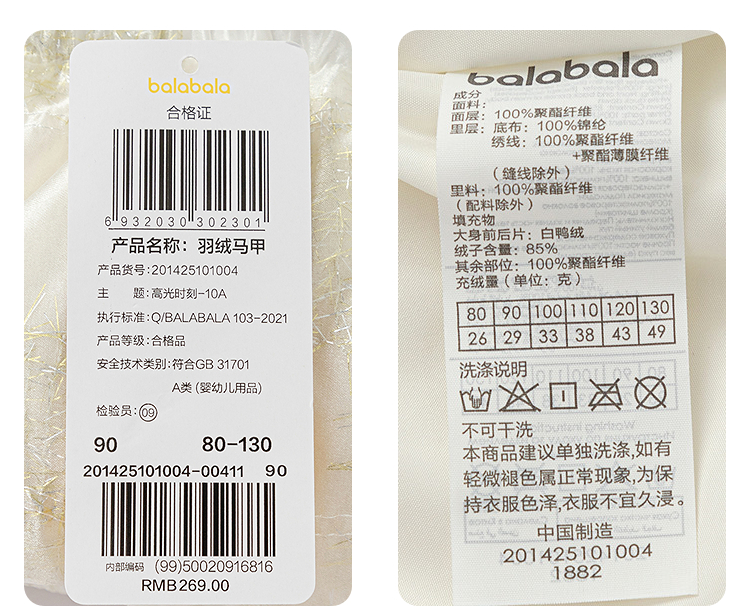 balabala
合格证
6 932030 302301
产品名称：羽绒马甲
产品货号:201425101004
主 题:高光时刻-10A
执行标准:Q/BALABALA 103-2021
产品等级:合格品
安全技术类别:符合GB 31701
A类 (婴幼儿用品)
检验员:09
90 80-130
201425101004-00411 90
内部编码 (99)50020916816
RMB269.00
balabala
成分
面料:
面层: 100%聚酯纤维
里层: 底布: 100%锦纶
绣线: 100%聚酯纤维
+聚酯薄膜纤维
(缝线除外)
里料: 100%聚酯纤维
(配料除外)
填充物
大身前后片: 白鸭绒
绒子含量: 85%
其余部位: 100%聚酯纤维
充绒量 (单位: 克)
80 90 100 110 120 130
26 29 33 38 43 49
洗涤说明
不可干洗
本商品建议单独洗涤,如有
轻微褪色属正常现象,为保
持衣服色泽,衣服不宜久浸。
中国制造
201425101004
1882